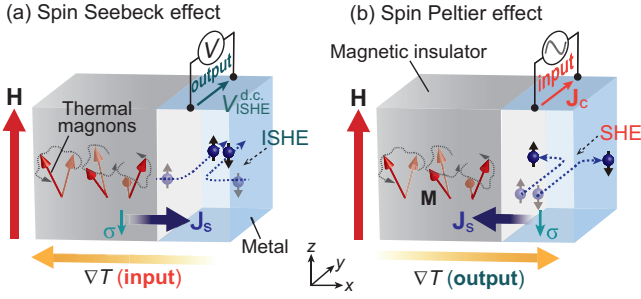 (a) Spin Seebeck effect
V
output
V_ISHE^d.c.
H
Thermal
magnons
ISHE
σ
J_s
Metal
∇T (input)
(b) Spin Peltier effect
Magnetic insulator
input
J_c
H
SHE
M
J_s
σ
∇T (output)
z
y
x